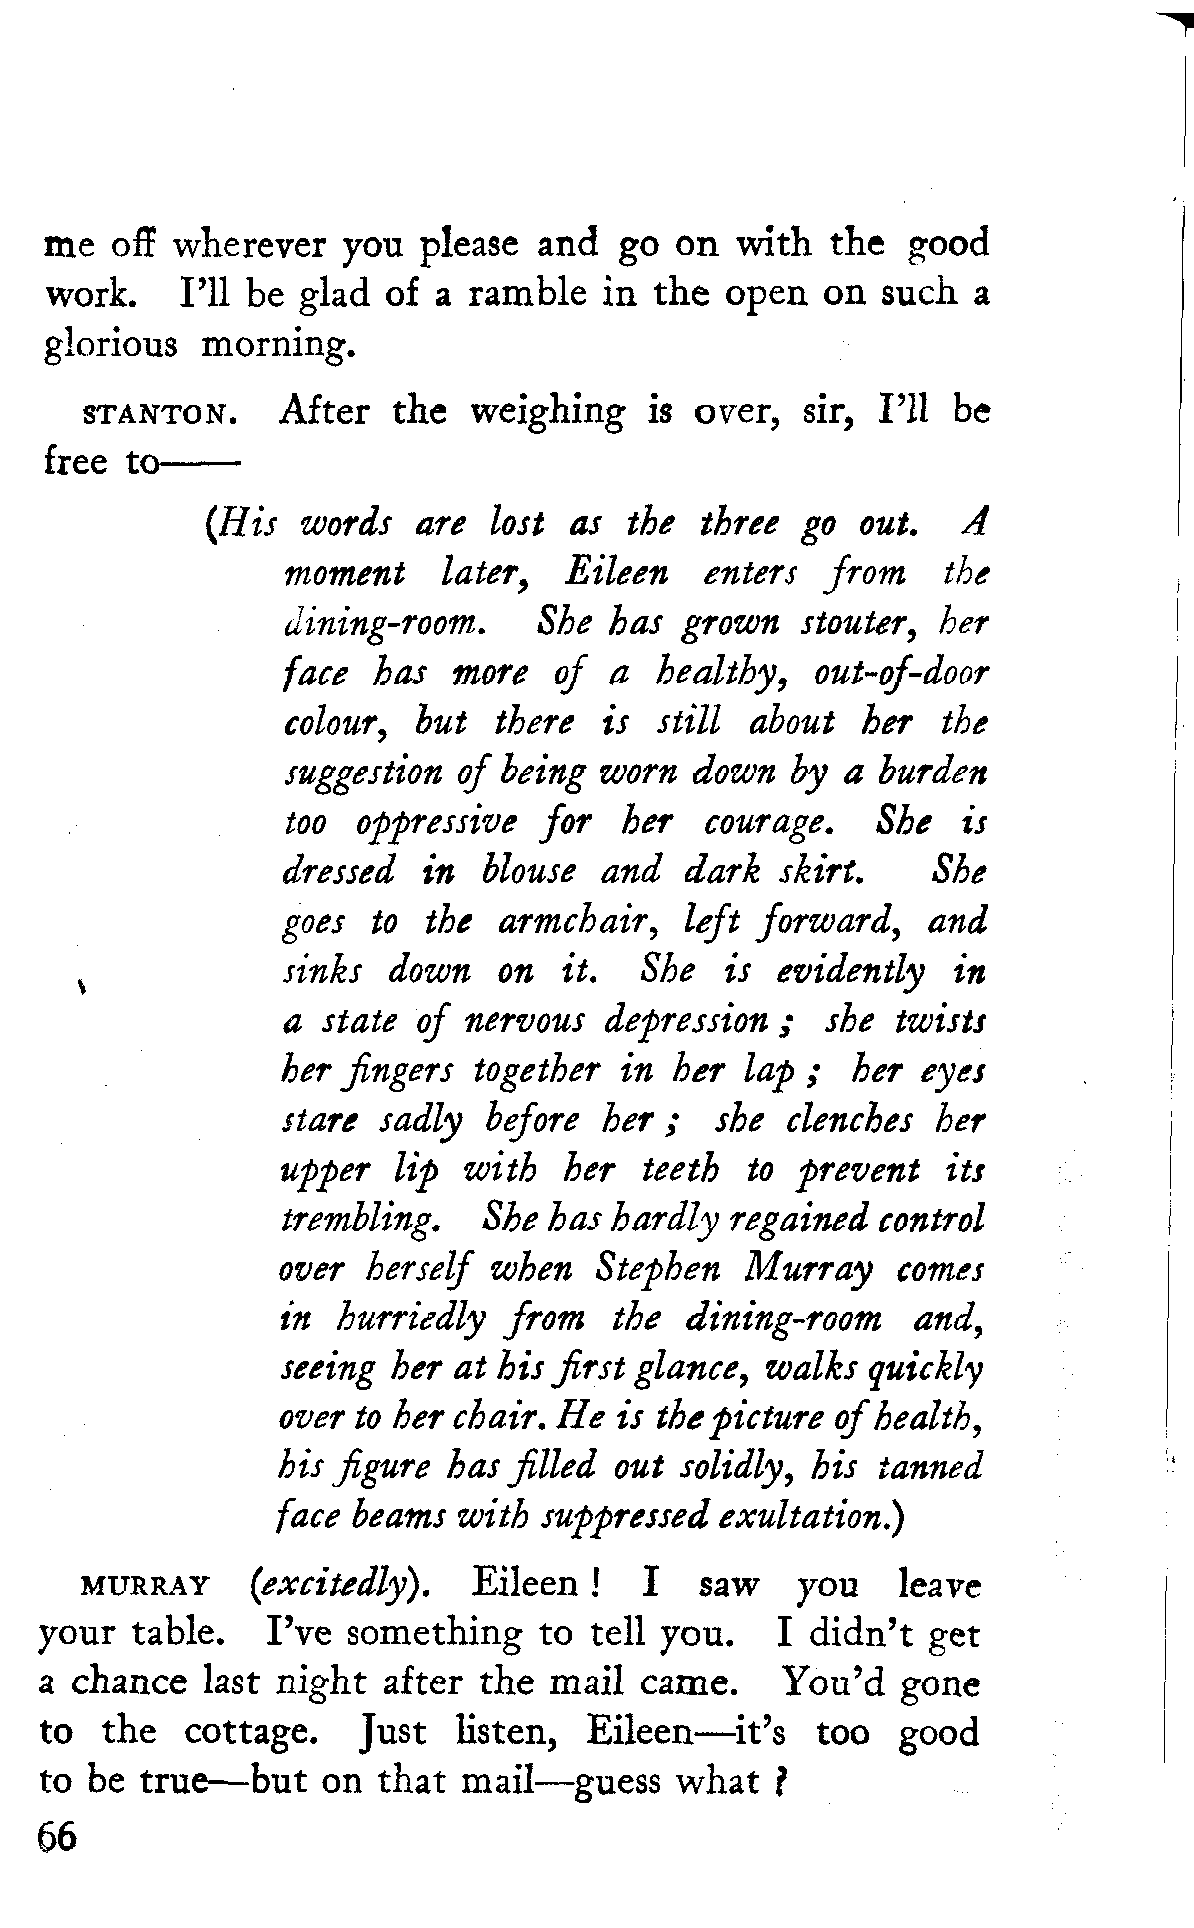 me off wherever you please and go on with the good
work. I'll be glad of a ramble in the open on such a
glorious morning.
STANTON. After the weighing is over, sir, I'll be
free to——
(His words are lost as the three go out. A
moment later, Eileen enters from the
dining-room. She has grown stouter, her
face has more of a healthy, out-of-door
colour, but there is still about her the
suggestion of being worn down by a burden
too oppressive for her courage. She is
dressed in blouse and dark skirt. She
goes to the armchair, left forward, and
sinks down on it. She is evidently in
a state of nervous depression ; she twists
her fingers together in her lap ; her eyes
stare sadly before her ; she clenches her
upper lip with her teeth to prevent its
trembling. She has hardly regained control
over herself when Stephen Murray comes
in hurriedly from the dining-room and,
seeing her at his first glance, walks quickly
over to her chair. He is the picture of health,
his figure has filled out solidly, his tanned
face beams with suppressed exultation.)
MURRAY (excitedly). Eileen ! I saw you leave
your table. I've something to tell you. I didn't get
a chance last night after the mail came. You'd gone
to the cottage. Just listen, Eileen—it's too good
to be true—but on that mail—guess what ?
66